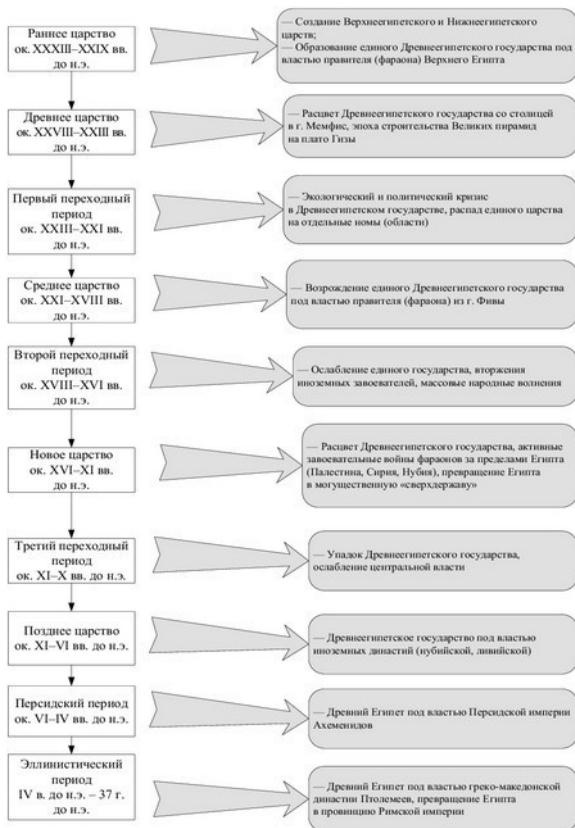 Раннее царство
ок. XXXIII–XXIX вв.
до н.э.
— Создание Верхнеегипетского и Нижнеегипетского
царств;
— Образование единого Древнеегипетского государства под
властью правителя (фараона) Верхнего Египта
Древнее царство
ок. XXVIII–XXIII вв.
до н.э.
— Расцвет Древнеегипетского государства со столицей
в г. Мемфис, эпоха строительства Великих пирамид
на плато Гизы
Первый переходный
период
ок. XXIII–XXI вв.
до н.э.
— Экологический и политический кризис
в Древнеегипетском государстве, распад единого царства
на отдельные номы (области)
Среднее царство
ок. XXI–XVIII вв.
до н.э.
— Возрождение единого Древнеегипетского государства
под властью правителя (фараона) из г. Фивы
Второй переходный
период
ок. XVIII–XVI вв.
до н.э.
— Ослабление единого государства, вторжения
иноземных завоевателей, массовые народные волнения
Новое царство
ок. XVI–XI вв.
до н.э.
— Расцвет Древнеегипетского государства, активные
завоевательные войны фараонов за пределами Египта
(Палестина, Сирия, Нубия), превращение Египта
в могущественную «сверхдержаву»
Третий переходный
период
ок. XI–X вв. до н.э.
— Упадок Древнеегипетского государства,
ослабление центральной власти
Позднее царство
ок. XI–VI вв. до н.э.
— Древнеегипетское государство под властью
иноземных династий (нубийской, ливийской)
Персидский период
ок. VI–IV вв. до н.э.
— Древний Египет под властью Персидской империи
Ахеменидов
Эллинистический
период
IV в. до н.э. – 37 г.
до н.э.
— Древний Египет под властью греко-македонской
династии Птолемеев, превращение Египта
в провинцию Римской империи